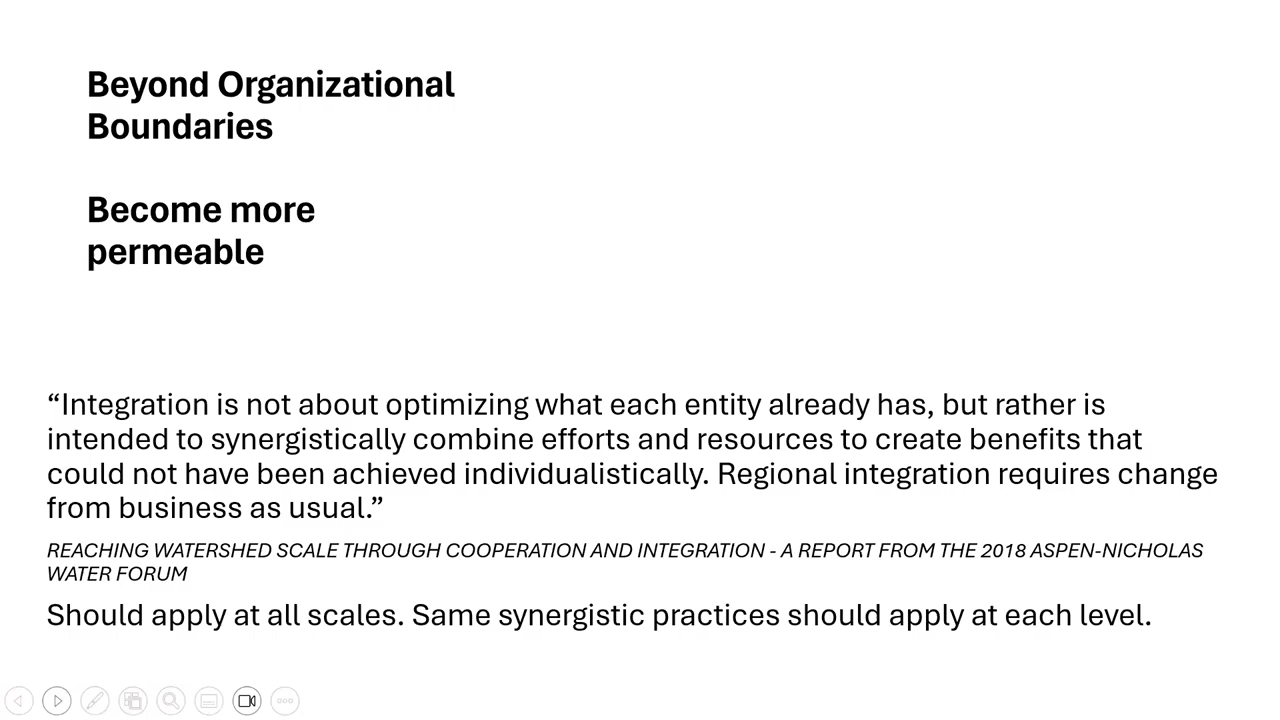 Beyond Organizational
Boundaries
Become more
permeable
“Integration is not about optimizing what each entity already has, but rather is
intended to synergistically combine efforts and resources to create benefits that
could not have been achieved individualistically. Regional integration requires change
from business as usual.”
REACHING WATERSHED SCALE THROUGH COOPERATION AND INTEGRATION - A REPORT FROM THE 2018 ASPEN-NICHOLAS
WATER FORUM
Should apply at all scales. Same synergistic practices should apply at each level.